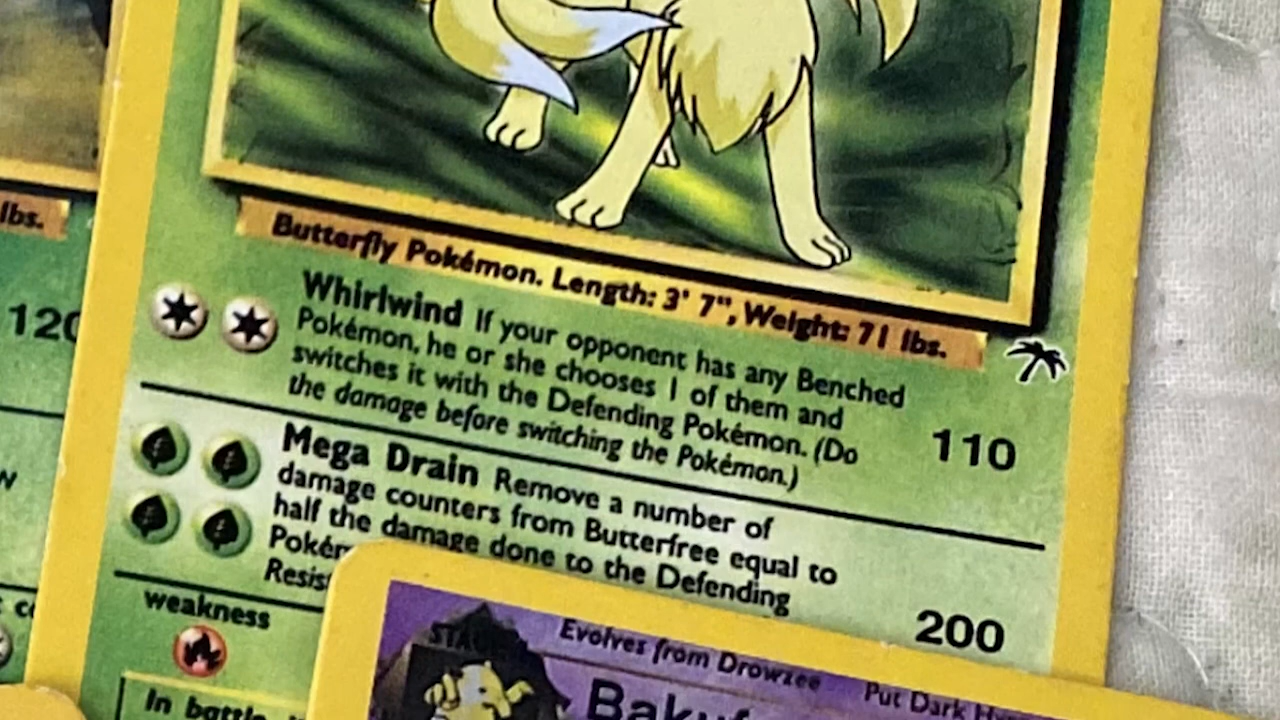 lbs.
Butterfly Pokémon. Length: 3' 7", Weight: 71 lbs.
Whirlwind If your opponent has any Benched
Pokémon, he or she chooses 1 of them and
switches it with the Defending Pokémon. (Do
the damage before switching the Pokémon.)
110
120
Mega Drain Remove a number of
damage counters from Butterfree equal to
half the damage done to the Defending
200
weakness
In battle
Evolves from Drowzee
Put Dark